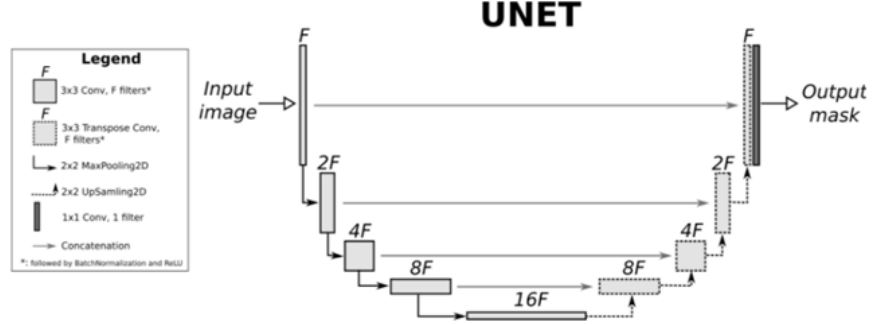 UNET
Legend
F
3x3 Conv, F filters*
F
3x3 Transpose Conv,
F filters*
2x2 MaxPooling2D
2x2 UpSamling2D
1x1 Conv, 1 filter
Concatenation
*: followed by BatchNormalization and ReLU
Input
image
F
2F
4F
8F
16F
8F
4F
2F
F
Output
mask